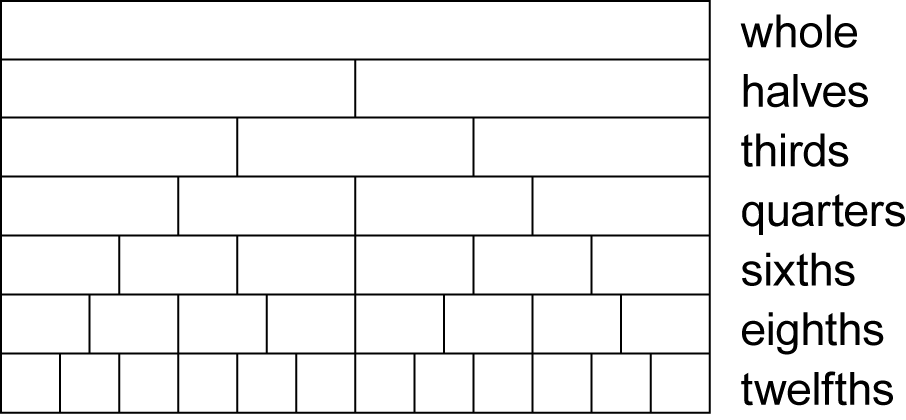 whole
halves
thirds
quarters
sixths
eighths
twelfths